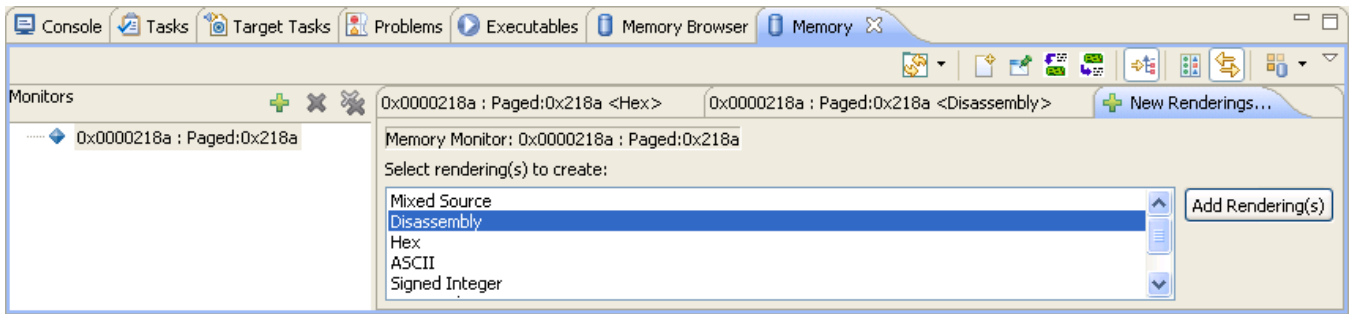 Console Tasks Target Tasks Problems Executables Memory Browser Memory
Monitors
0x0000218a : Paged:0x218a <Hex> 0x0000218a : Paged:0x218a <Disassembly> New Renderings...
0x0000218a : Paged:0x218a
Memory Monitor: 0x0000218a : Paged:0x218a
Select rendering(s) to create:
Mixed Source
Disassembly
Hex
ASCII
Signed Integer
Add Rendering(s)